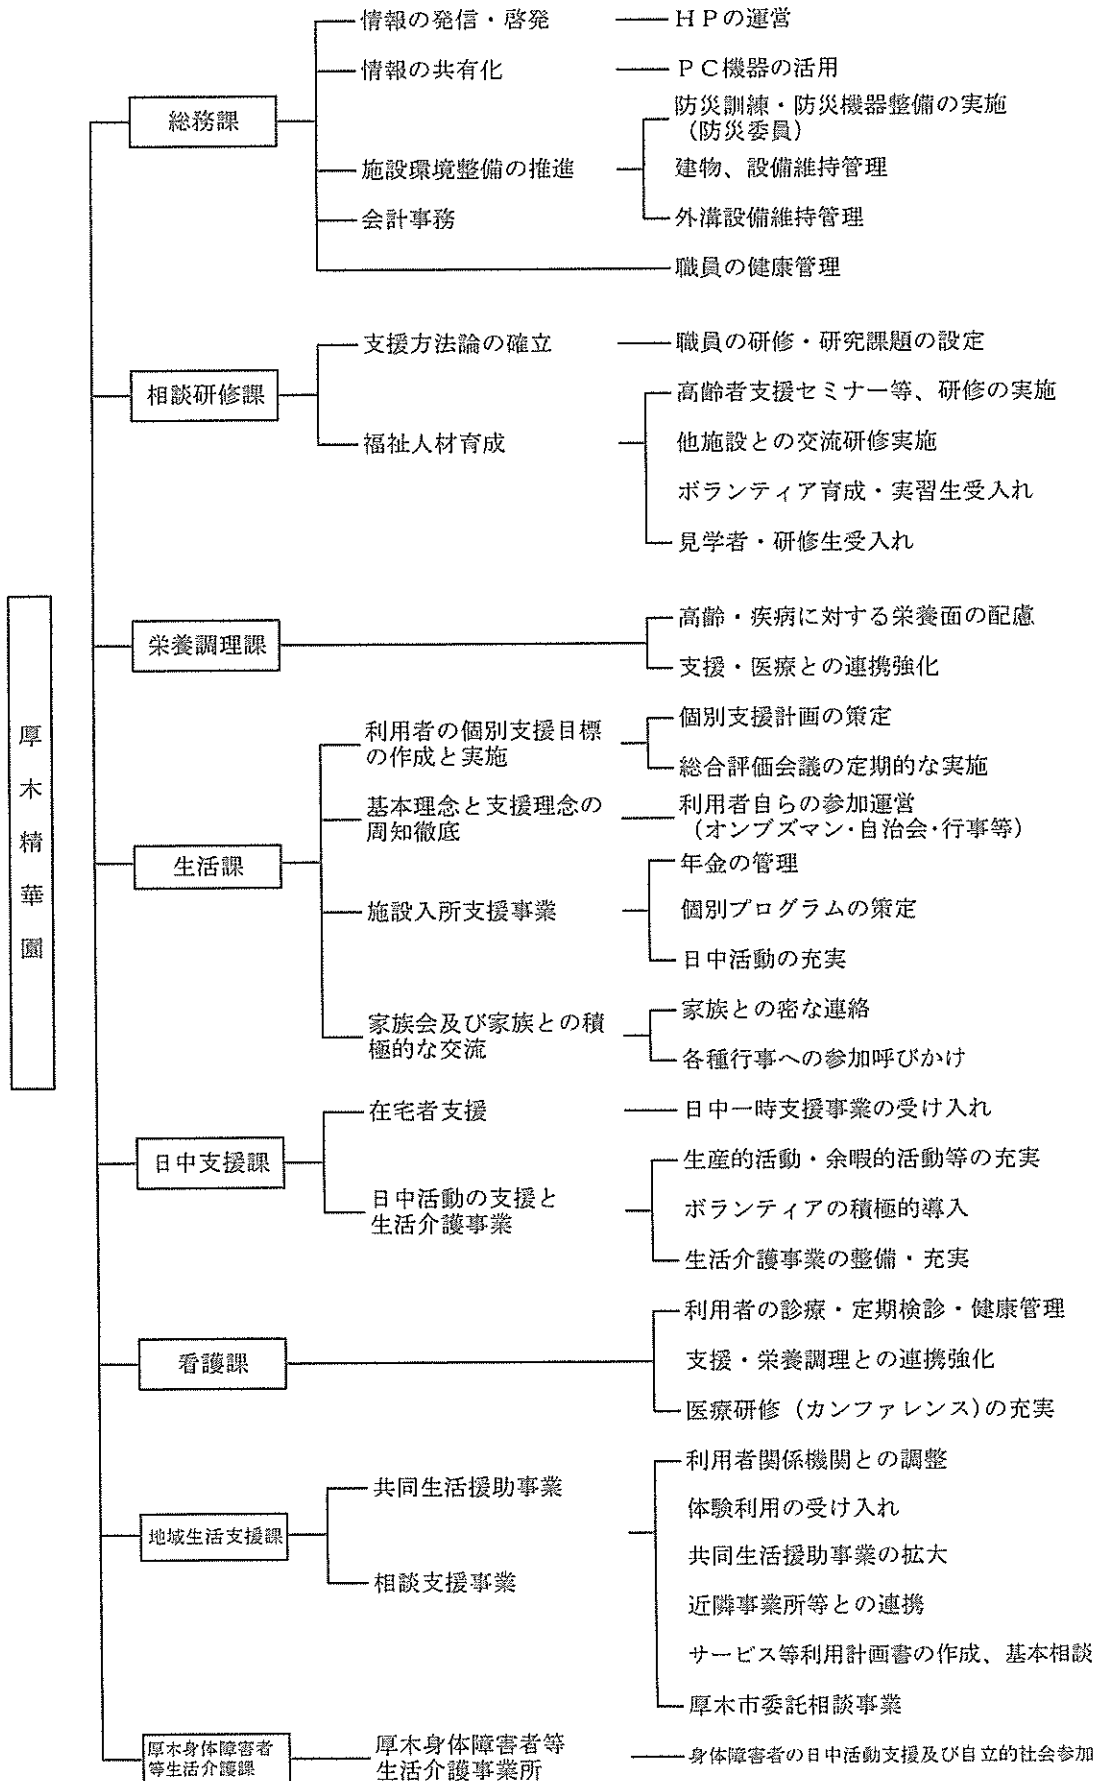 厚木精華園
総務課
情報の発信・啓発
HPの運営
情報の共有化
PC機器の活用
施設環境整備の推進
防災訓練・防災機器整備の実施
(防災委員)
建物、設備維持管理
外溝設備維持管理
会計事務
職員の健康管理
相談研修課
支援方法論の確立
職員の研修・研究課題の設定
福祉人材育成
高齢者支援セミナー等、研修の実施
他施設との交流研修実施
ボランティア育成・実習生受入れ
見学者・研修生受入れ
栄養調理課
高齢・疾病に対する栄養面の配慮
支援・医療との連携強化
生活課
利用者の個別支援目標
の作成と実施
個別支援計画の策定
総合評価会議の定期的な実施
基本理念と支援理念の
周知徹底
利用者自らの参加運営
(オンブズマン・自治会・行事等)
施設入所支援事業
年金の管理
個別プログラムの策定
日中活動の充実
家族会及び家族との積
極的な交流
家族との密な連絡
各種行事への参加呼びかけ
日中支援課
在宅者支援
日中一時支援事業の受け入れ
日中活動の支援と
生活介護事業
生産的活動・余暇的活動等の充実
ボランティアの積極的導入
生活介護事業の整備・充実
看護課
利用者の診療・定期検診・健康管理
支援・栄養調理との連携強化
医療研修(カンファレンス)の充実
地域生活支援課
共同生活援助事業
相談支援事業
利用者関係機関との調整
体験利用の受け入れ
共同生活援助事業の拡大
近隣事業所等との連携
サービス等利用計画書の作成、基本相談
厚木市委託相談事業
厚木身体障害者
等生活介護課
厚木身体障害者等
生活介護事業所
身体障害者の日中活動支援及び自立的社会参加